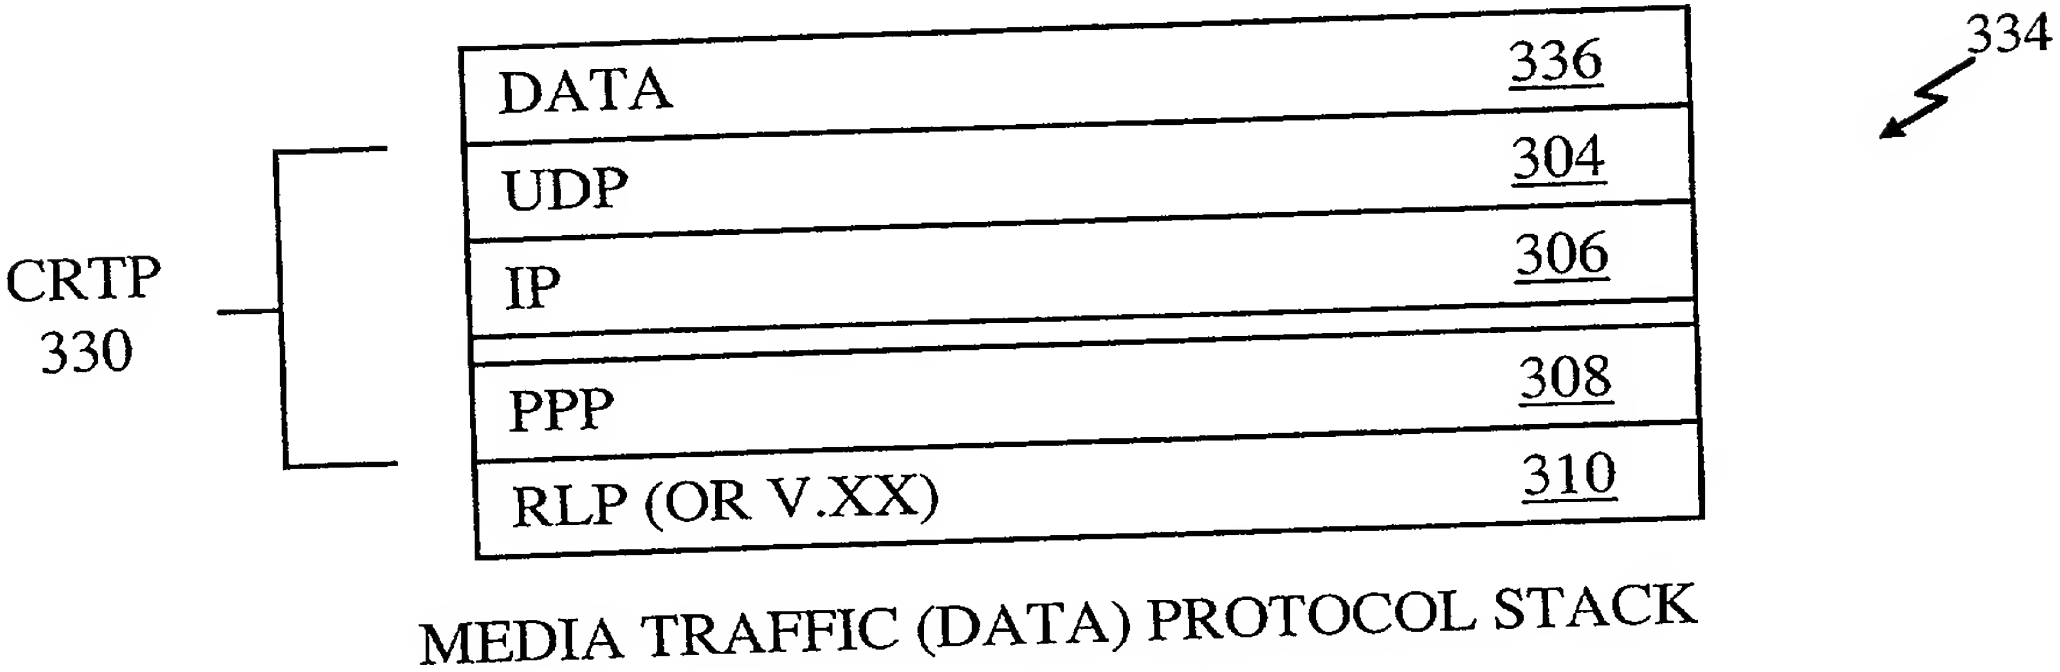 334
DATA 336
UDP 304
IP 306
PPP 308
RLP (OR V.XX) 310
CRTP
330
MEDIA TRAFFIC (DATA) PROTOCOL STACK